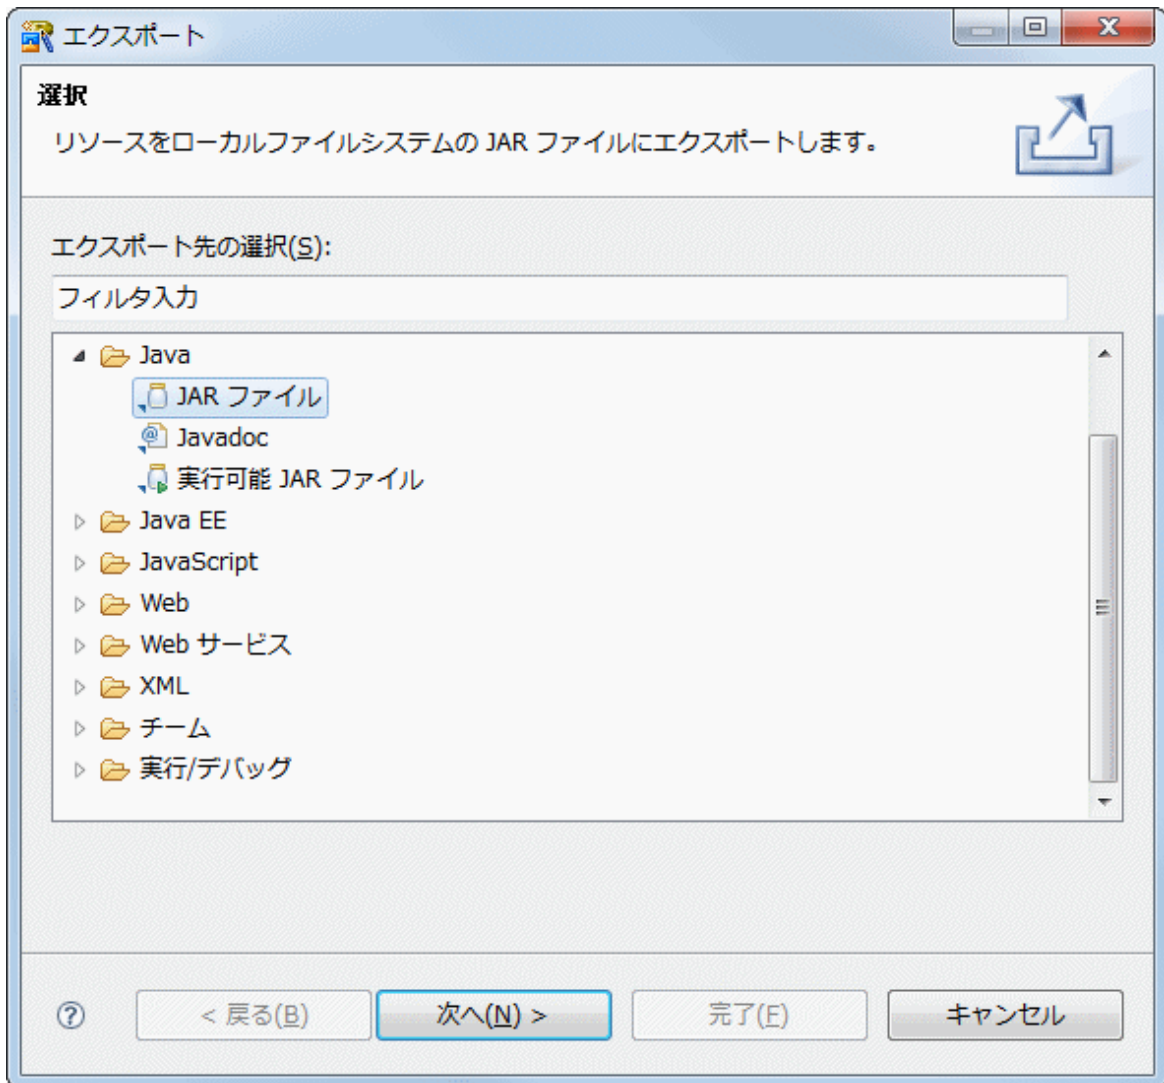 エクスポート
選択
リソースをローカルファイルシステムの JAR ファイルにエクスポートします。
エクスポート先の選択(S):
フィルタ入力
Java
JAR ファイル
Javadoc
実行可能 JAR ファイル
Java EE
JavaScript
Web
Web サービス
XML
チーム
実行/デバッグ
? < 戻る(B) 次へ(N) > 完了(F) キャンセル